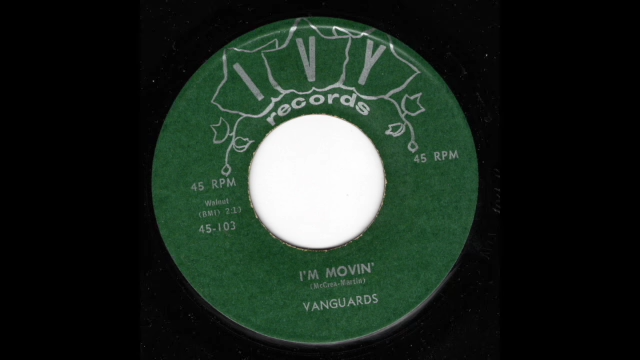 IVY
records
45 RPM
45 RPM
Walnut
(BMI)
45-103
I'M MOVIN'
VANGUARDS